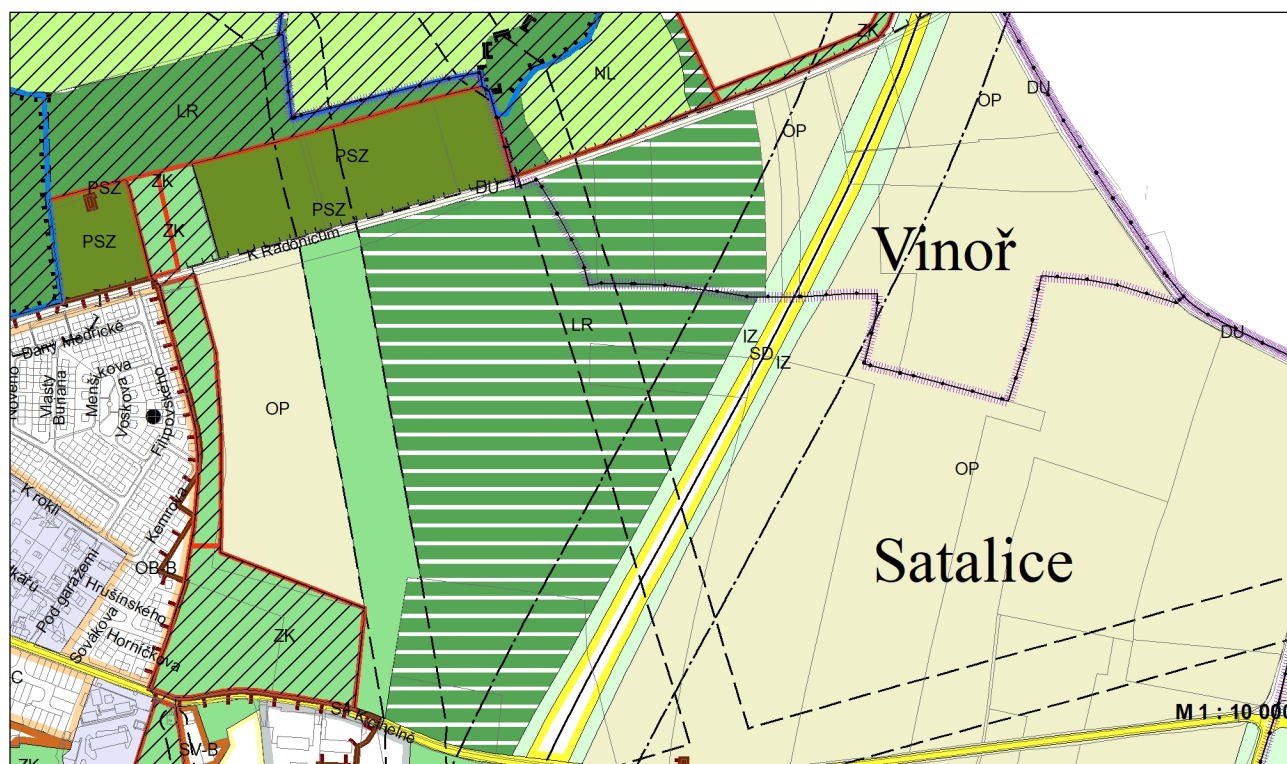 ZK
NL
OP
DU
LR
OP
PSZ
PSZ
ZK
DU
PSZ
ZK
PSZ
K Radonicům
Vinoř
LR
DU
IZ
SD
IZ
Dany Medřické
Vlasty
Buriana
Menšíkova
Voskova
Filipovského
OP
OP
K rokli
Kemrova
Satalice
OB-B
Pod garážemi
Hrušínského
Sovákova
Horníčkova
ZK
C
M 1 : 10 000
SV-B
ZK